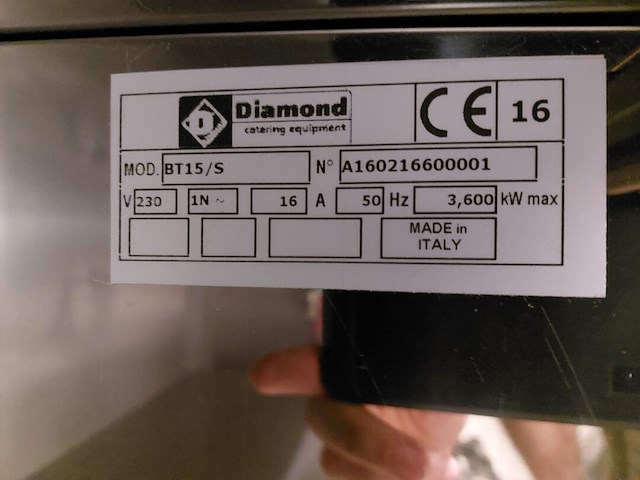 Diamond
catering equipment
CE 16
MOD. BT15/S N° A160216600001
V 230 1N ~ 16 A 50 Hz 3,600 kW max
MADE in
ITALY